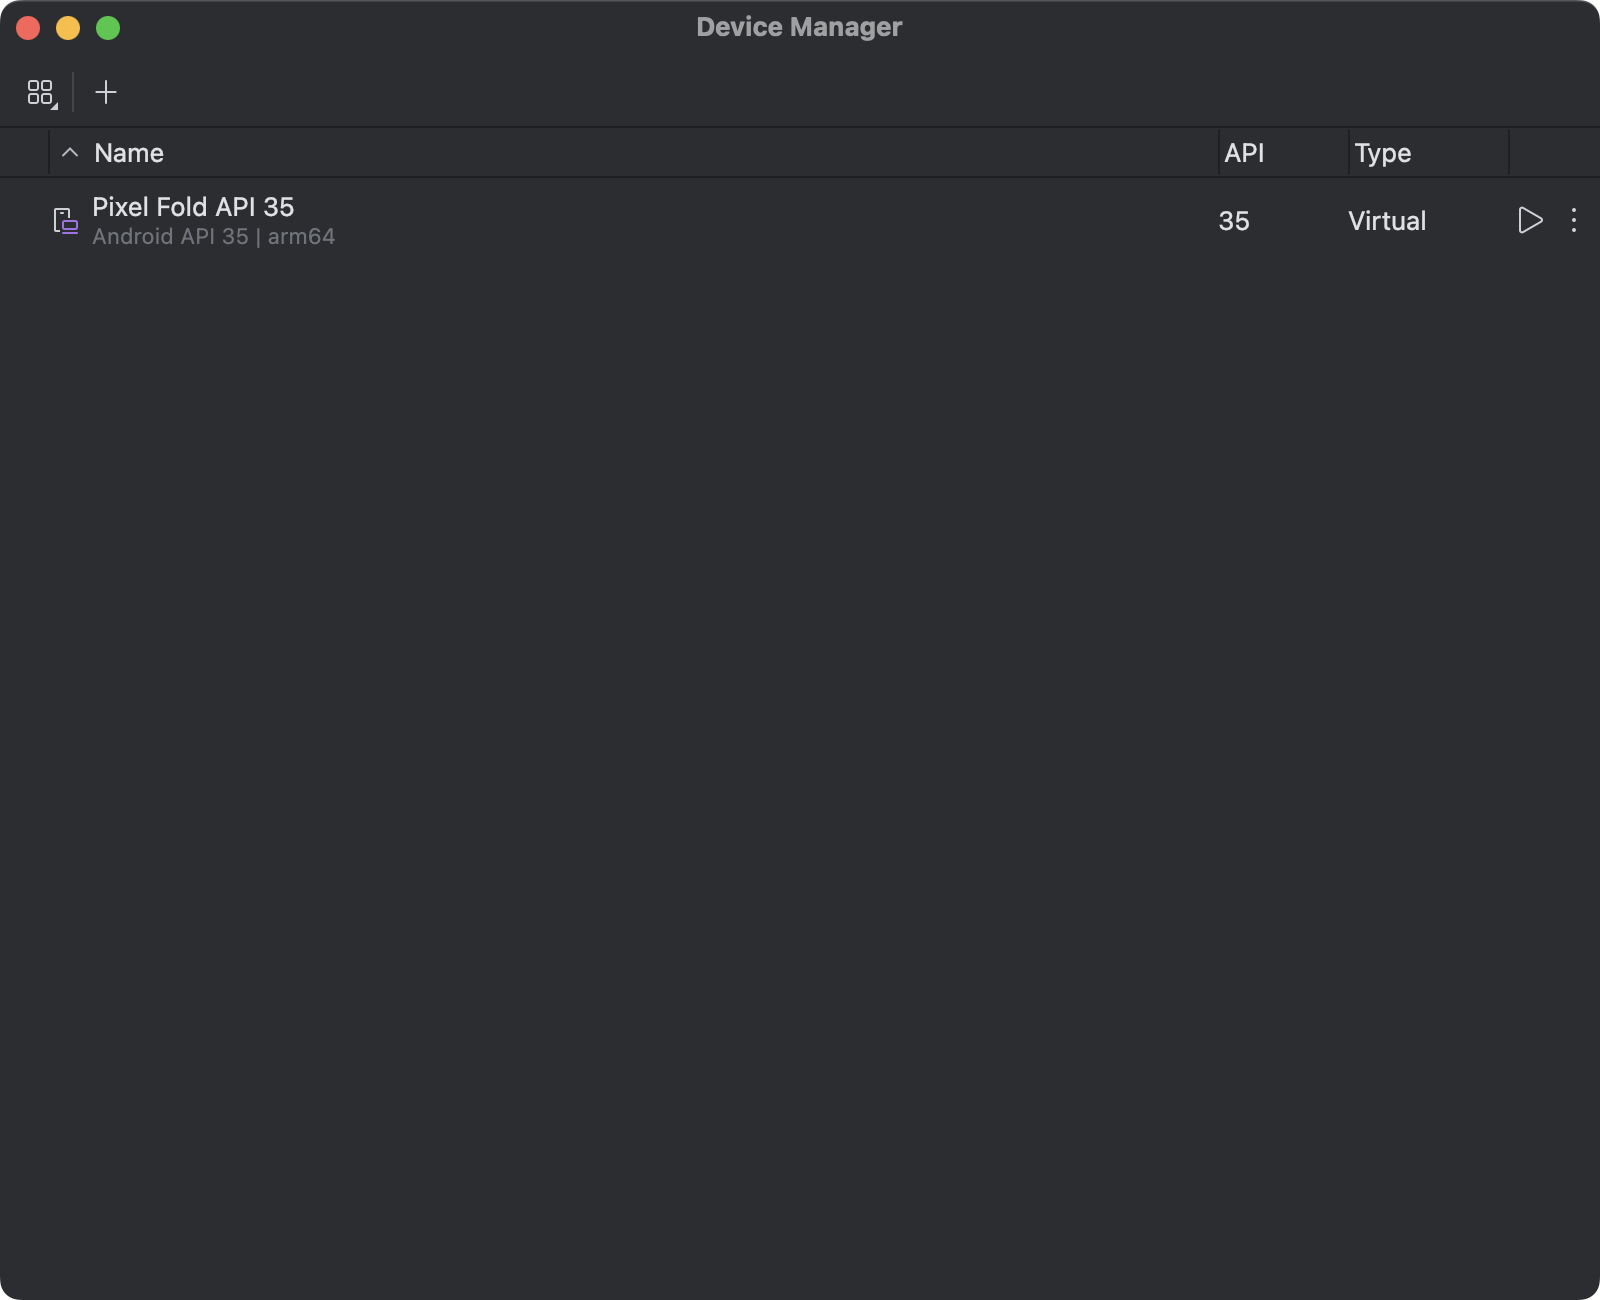 Device Manager
Name API Type
Pixel Fold API 35
Android API 35 | arm64
35 Virtual